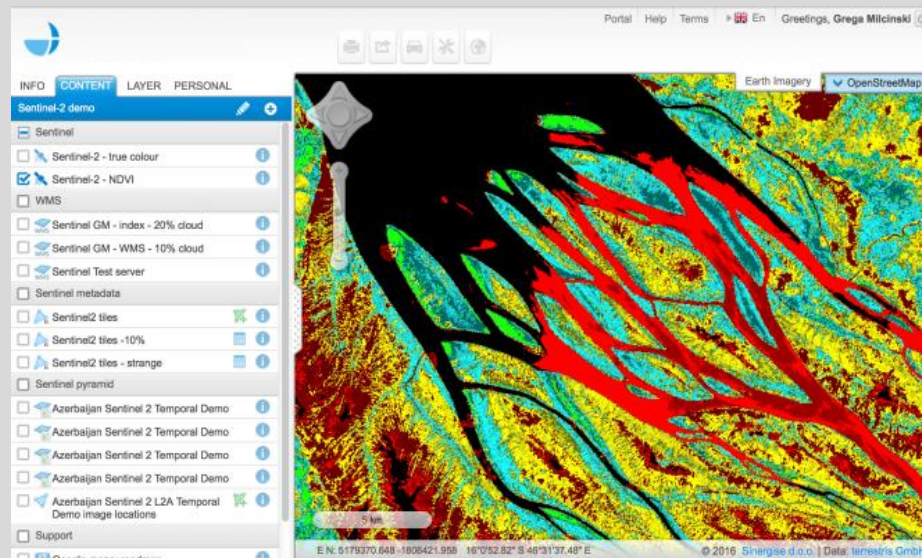 Portal Help Terms En Greetings, Grega Milcinski
INFO CONTENT LAYER PERSONAL
Earth Imagery OpenStreetMap
Sentinel-2 demo
Sentinel
Sentinel-2 - true colour
Sentinel-2 - NDVI
WMS
Sentinel GM - index - 20% cloud
Sentinel GM - WMS - 10% cloud
Sentinel Test server
Sentinel metadata
Sentinel2 tiles
Sentinel2 tiles -10%
Sentinel2 tiles - strange
Sentinel pyramid
Azerbaijan Sentinel 2 Temporal Demo
Azerbaijan Sentinel 2 Temporal Demo
Azerbaijan Sentinel 2 Temporal Demo
Azerbaijan Sentinel 2 Temporal Demo
Azerbaijan Sentinel 2 L2A Temporal
Demo image locations
Support
5 km
E N: 5179370.648 -1806421.958 16°0'52.82" S 46°31'37.48" E © 2016 Sinergise d.o.o. | Data: terrestris